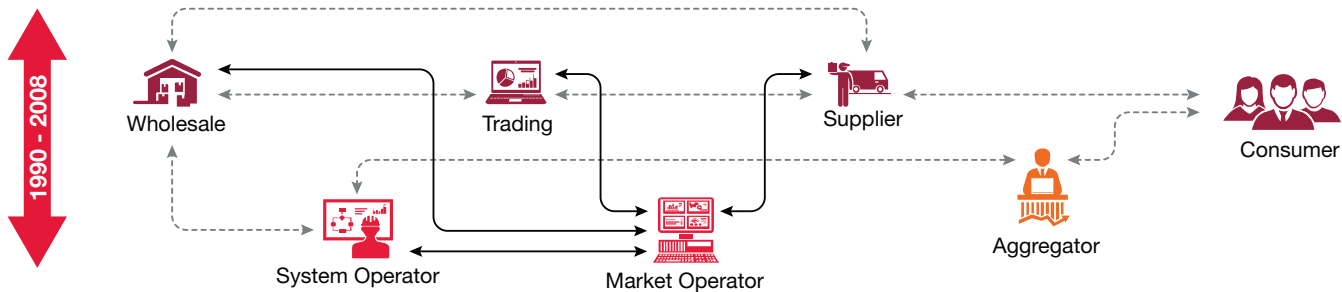 1990 - 2008
Wholesale
Trading
Supplier
Consumer
System Operator
Market Operator
Aggregator